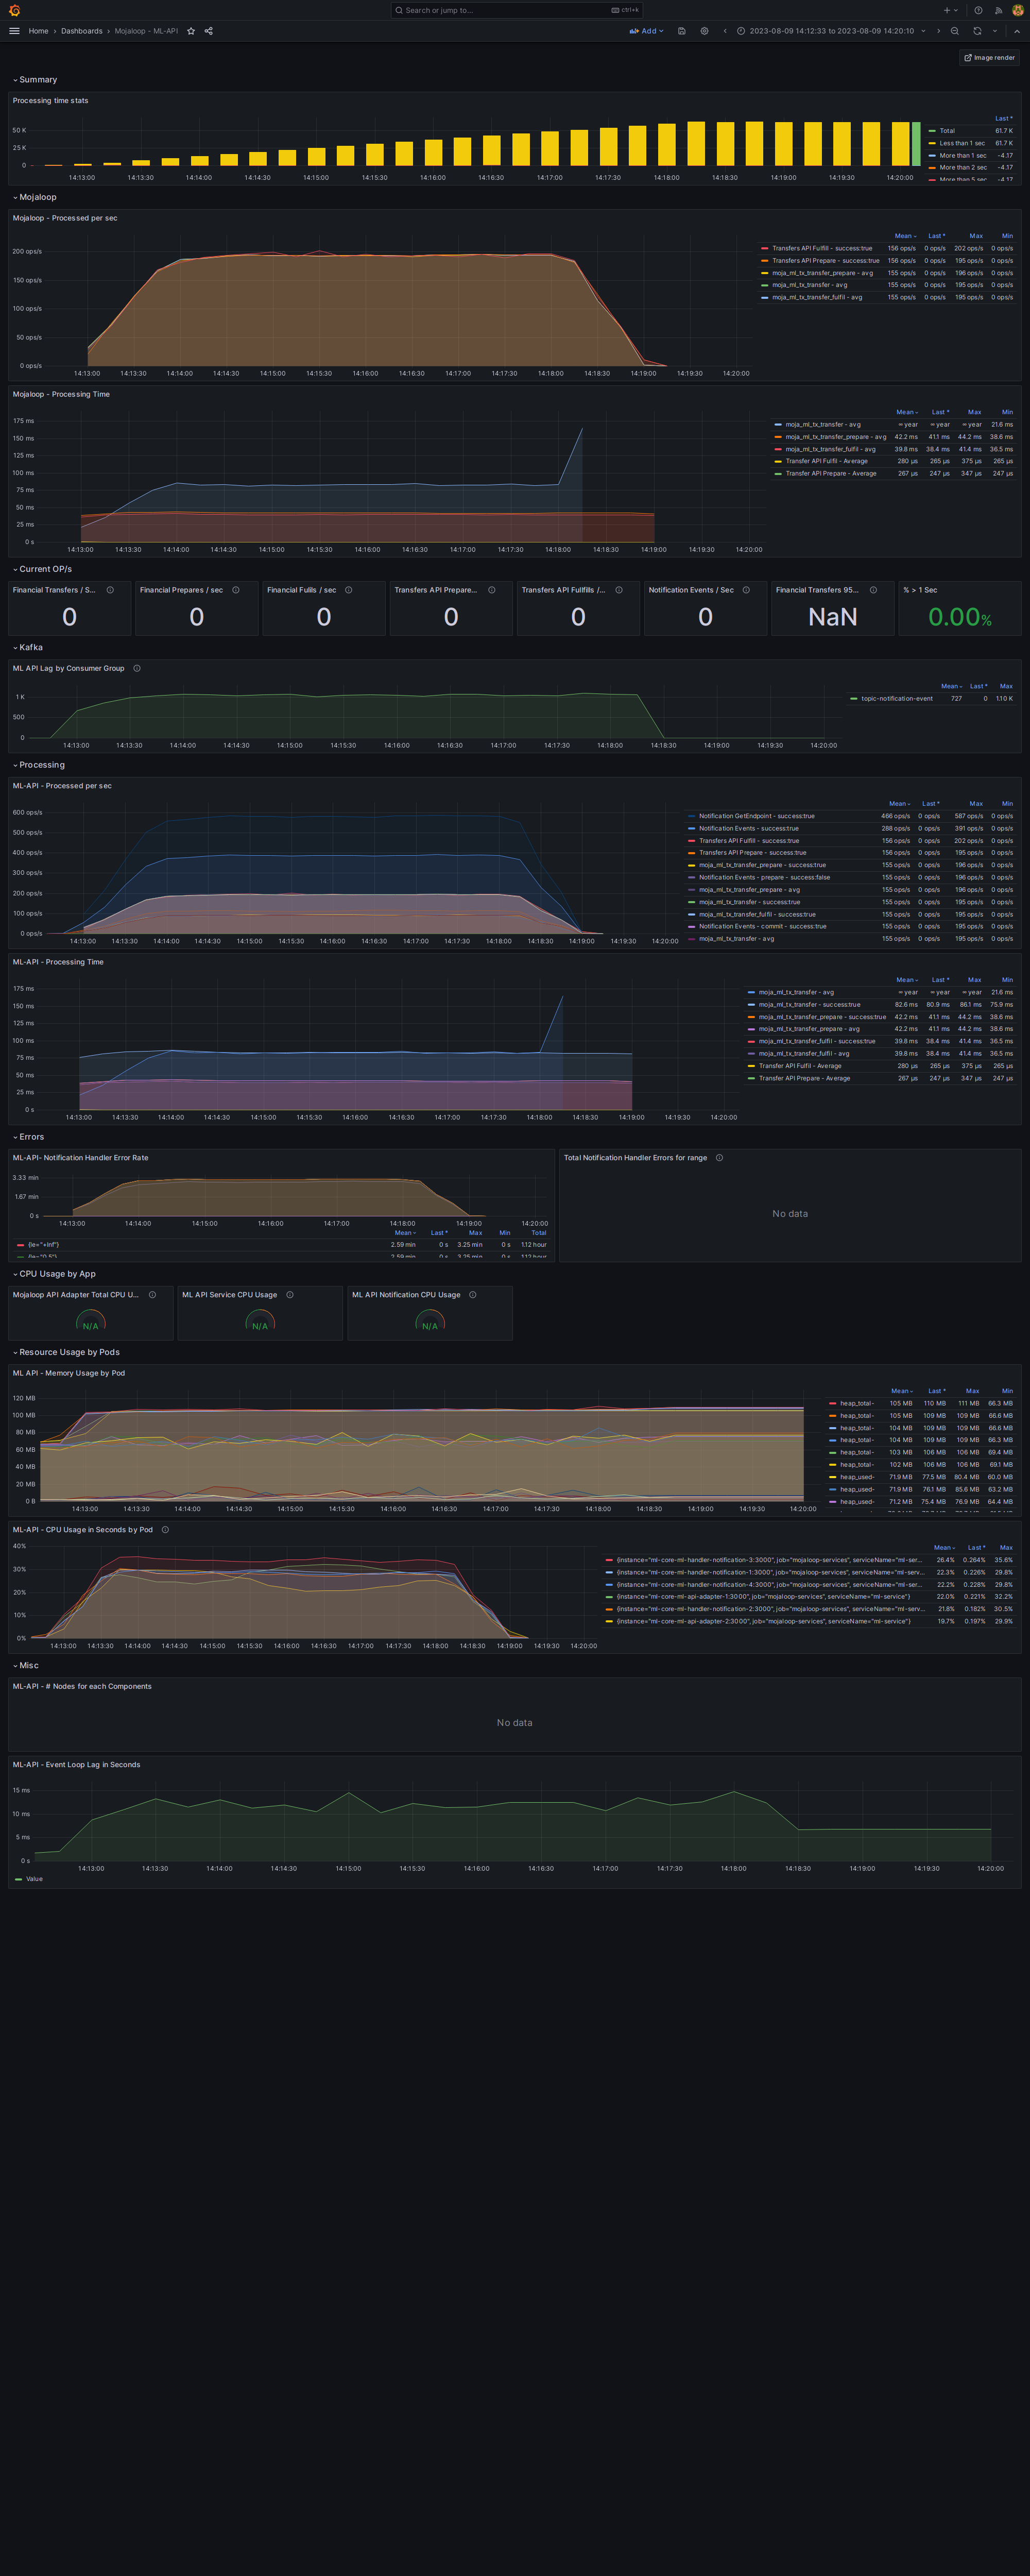 Search or jump to...
ctrl+k
Home › Dashboards › Mojaloop - ML-API
Add
2023-08-09 14:12:33 to 2023-08-09 14:20:10
Image render
Summary
Processing time stats
50 K
25 K
0
14:13:00 14:13:30 14:14:00 14:14:30 14:15:00 14:15:30 14:16:00 14:16:30 14:17:00 14:17:30 14:18:00 14:18:30 14:19:00 14:19:30 14:20:00
Last *
Total 61.7 K
Less than 1 sec 61.7 K
More than 1 sec -4.17
More than 2 sec -4.17
More than 5 sec -4.17
Mojaloop
Mojaloop - Processed per sec
200 ops/s
150 ops/s
100 ops/s
50 ops/s
0 ops/s
14:13:00 14:13:30 14:14:00 14:14:30 14:15:00 14:15:30 14:16:00 14:16:30 14:17:00 14:17:30 14:18:00 14:18:30 14:19:00 14:19:30 14:20:00
Mean Last * Max Min
Transfers API Fulfill - success:true 156 ops/s 0 ops/s 202 ops/s 0 ops/s
Transfers API Prepare - success:true 156 ops/s 0 ops/s 195 ops/s 0 ops/s
moja_ml_tx_transfer_prepare - avg 155 ops/s 0 ops/s 196 ops/s 0 ops/s
moja_ml_tx_transfer - avg 155 ops/s 0 ops/s 195 ops/s 0 ops/s
moja_ml_tx_transfer_fulfil - avg 155 ops/s 0 ops/s 195 ops/s 0 ops/s
Mojaloop - Processing Time
175 ms
150 ms
125 ms
100 ms
75 ms
50 ms
25 ms
0 s
14:13:00 14:13:30 14:14:00 14:14:30 14:15:00 14:15:30 14:16:00 14:16:30 14:17:00 14:17:30 14:18:00 14:18:30 14:19:00 14:19:30 14:20:00
Mean Last * Max Min
moja_ml_tx_transfer - avg ∞ year ∞ year ∞ year 21.6 ms
moja_ml_tx_transfer_prepare - avg 42.2 ms 41.1 ms 44.2 ms 38.6 ms
moja_ml_tx_transfer_fulfil - avg 39.8 ms 38.4 ms 41.4 ms 36.5 ms
Transfer API Fulfil - Average 280 µs 265 µs 375 µs 265 µs
Transfer API Prepare - Average 267 µs 247 µs 347 µs 247 µs
Current OP/s
Financial Transfers / S...
0
Financial Prepares / sec
0
Financial Fulils / sec
0
Transfers API Prepare...
0
Transfers API Fullfills /...
0
Notification Events / Sec
0
Financial Transfers 95...
NaN
% > 1 Sec
0.00%
Kafka
ML API Lag by Consumer Group
1 K
500
0
14:13:00 14:13:30 14:14:00 14:14:30 14:15:00 14:15:30 14:16:00 14:16:30 14:17:00 14:17:30 14:18:00 14:18:30 14:19:00 14:19:30 14:20:00
Mean Last * Max
topic-notification-event 727 0 1.10 K
Processing
ML-API - Processed per sec
600 ops/s
500 ops/s
400 ops/s
300 ops/s
200 ops/s
100 ops/s
0 ops/s
14:13:00 14:13:30 14:14:00 14:14:30 14:15:00 14:15:30 14:16:00 14:16:30 14:17:00 14:17:30 14:18:00 14:18:30 14:19:00 14:19:30 14:20:00
Mean Last * Max Min
Notification GetEndpoint - success:true 466 ops/s 0 ops/s 587 ops/s 0 ops/s
Notification Events - success:true 288 ops/s 0 ops/s 391 ops/s 0 ops/s
Transfers API Fulfill - success:true 156 ops/s 0 ops/s 202 ops/s 0 ops/s
Transfers API Prepare - success:true 156 ops/s 0 ops/s 195 ops/s 0 ops/s
moja_ml_tx_transfer_prepare - success:true 155 ops/s 0 ops/s 196 ops/s 0 ops/s
Notification Events - prepare - success:false 155 ops/s 0 ops/s 196 ops/s 0 ops/s
moja_ml_tx_transfer_prepare - avg 155 ops/s 0 ops/s 196 ops/s 0 ops/s
moja_ml_tx_transfer - success:true 155 ops/s 0 ops/s 195 ops/s 0 ops/s
moja_ml_tx_transfer_fulfil - success:true 155 ops/s 0 ops/s 195 ops/s 0 ops/s
Notification Events - commit - success:true 155 ops/s 0 ops/s 195 ops/s 0 ops/s
moja_ml_tx_transfer - avg 155 ops/s 0 ops/s 195 ops/s 0 ops/s
ML-API - Processing Time
175 ms
150 ms
125 ms
100 ms
75 ms
50 ms
25 ms
0 s
14:13:00 14:13:30 14:14:00 14:14:30 14:15:00 14:15:30 14:16:00 14:16:30 14:17:00 14:17:30 14:18:00 14:18:30 14:19:00 14:19:30 14:20:00
Mean Last * Max Min
moja_ml_tx_transfer - avg ∞ year ∞ year ∞ year 21.6 ms
moja_ml_tx_transfer - success:true 82.6 ms 80.9 ms 86.1 ms 75.9 ms
moja_ml_tx_transfer_prepare - success:true 42.2 ms 41.1 ms 44.2 ms 38.6 ms
moja_ml_tx_transfer_prepare - avg 42.2 ms 41.1 ms 44.2 ms 38.6 ms
moja_ml_tx_transfer_fulfil - success:true 39.8 ms 38.4 ms 41.4 ms 36.5 ms
moja_ml_tx_transfer_fulfil - avg 39.8 ms 38.4 ms 41.4 ms 36.5 ms
Transfer API Fulfil - Average 280 µs 265 µs 375 µs 265 µs
Transfer API Prepare - Average 267 µs 247 µs 347 µs 247 µs
Errors
ML-API- Notification Handler Error Rate
3.33 min
1.67 min
0 s
14:13:00 14:14:00 14:15:00 14:16:00 14:17:00 14:18:00 14:19:00 14:20:00
Mean Last * Max Min Total
{le="+Inf"} 2.59 min 0 s 3.25 min 0 s 1.12 hour
{le="0.5"} 2.59 min 0 s 3.25 min 0 s 1.12 hour
Total Notification Handler Errors for range
No data
CPU Usage by App
Mojaloop API Adapter Total CPU U...
N/A
ML API Service CPU Usage
N/A
ML API Notification CPU Usage
N/A
Resource Usage by Pods
ML API - Memory Usage by Pod
120 MB
100 MB
80 MB
60 MB
40 MB
20 MB
0 B
14:13:00 14:13:30 14:14:00 14:14:30 14:15:00 14:15:30 14:16:00 14:16:30 14:17:00 14:17:30 14:18:00 14:18:30 14:19:00 14:19:30 14:20:00
Mean Last * Max Min
heap_total- 105 MB 110 MB 111 MB 66.3 MB
heap_total- 105 MB 109 MB 109 MB 66.6 MB
heap_total- 104 MB 109 MB 109 MB 66.6 MB
heap_total- 104 MB 109 MB 109 MB 66.3 MB
heap_total- 103 MB 106 MB 106 MB 69.4 MB
heap_total- 102 MB 106 MB 106 MB 69.1 MB
heap_used- 71.9 MB 77.5 MB 80.4 MB 60.0 MB
heap_used- 71.9 MB 76.1 MB 85.6 MB 63.2 MB
heap_used- 71.2 MB 75.4 MB 76.9 MB 64.4 MB
ML-API - CPU Usage in Seconds by Pod
40%
30%
20%
10%
0%
14:13:00 14:13:30 14:14:00 14:14:30 14:15:00 14:15:30 14:16:00 14:16:30 14:17:00 14:17:30 14:18:00 14:18:30 14:19:00 14:19:30 14:20:00
Mean Last * Max
{instance="ml-core-ml-handler-notification-3:3000", job="mojaloop-services", serviceName="ml-ser... 26.4% 0.264% 35.6%
{instance="ml-core-ml-handler-notification-1:3000", job="mojaloop-services", serviceName="ml-serv... 22.3% 0.226% 29.8%
{instance="ml-core-ml-handler-notification-4:3000", job="mojaloop-services", serviceName="ml-ser... 22.2% 0.228% 29.8%
{instance="ml-core-ml-api-adapter-1:3000", job="mojaloop-services", serviceName="ml-service"} 22.0% 0.221% 32.2%
{instance="ml-core-ml-handler-notification-2:3000", job="mojaloop-services", serviceName="ml-serv... 21.8% 0.182% 30.5%
{instance="ml-core-ml-api-adapter-2:3000", job="mojaloop-services", serviceName="ml-service"} 19.7% 0.197% 29.9%
Misc
ML-API - # Nodes for each Components
No data
ML-API - Event Loop Lag in Seconds
15 ms
10 ms
5 ms
0 s
14:13:00 14:13:30 14:14:00 14:14:30 14:15:00 14:15:30 14:16:00 14:16:30 14:17:00 14:17:30 14:18:00 14:18:30 14:19:00 14:19:30 14:20:00
Value